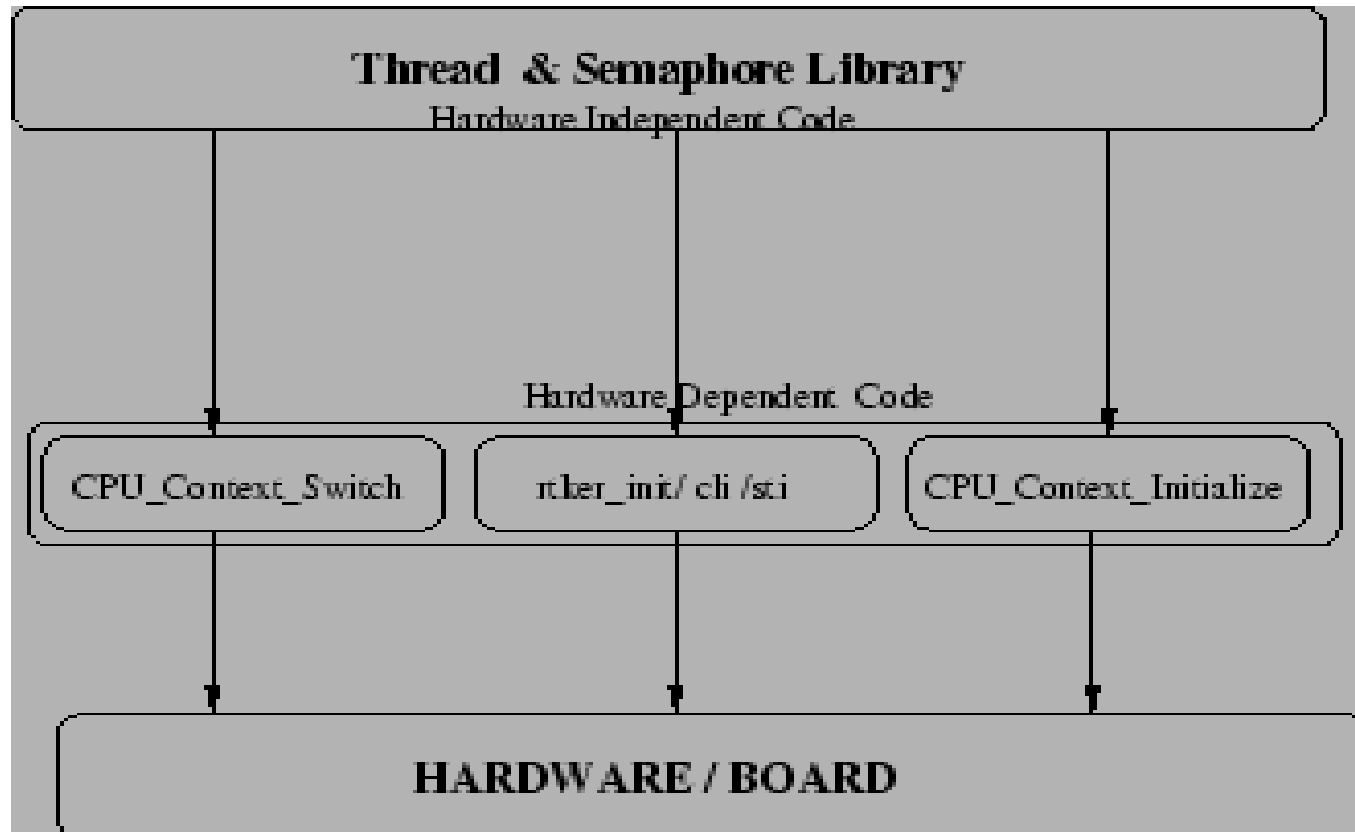 Thread & Semaphore Library
Hardware Independent Code
Hardware Dependent Code
CPU_Context_Switch
rtker_init/ cli /sti
CPU_Context_Initialize
HARDWARE / BOARD